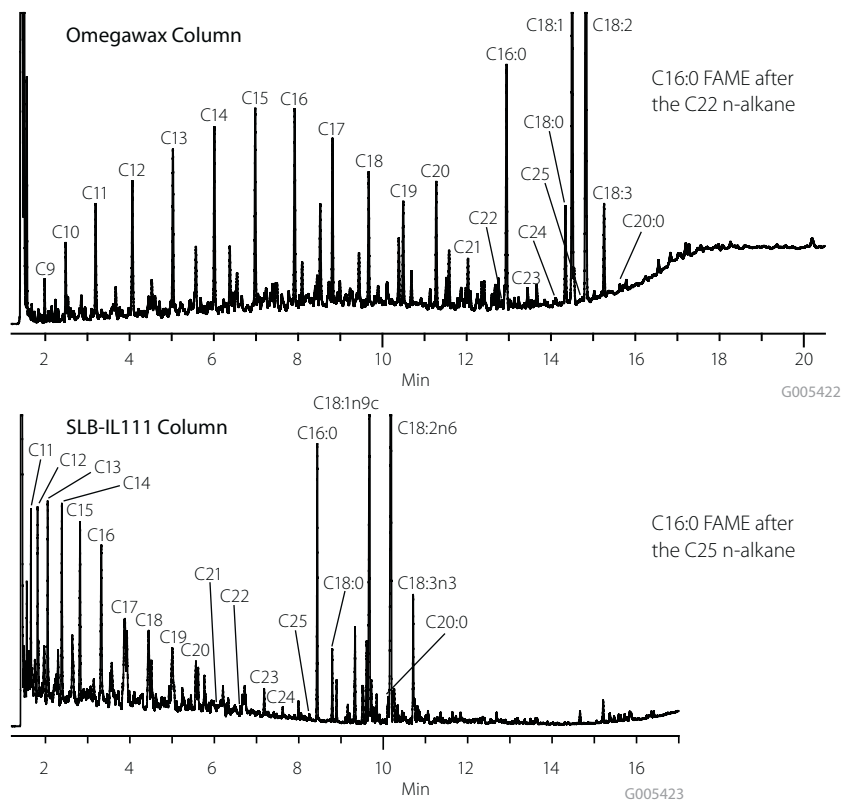 Omegawax Column
C9
C10
C11
C12
C13
C14
C15
C16
C17
C18
C19
C20
C21
C22
C16:0
C23
C24
C25
C18:0
C18:1
C18:2
C18:3
C20:0
C16:0 FAME after
the C22 n-alkane
2 4 6 8 10 12 14 16 18 20
Min
G005422
SLB-IL111 Column
C11
C12
C13
C14
C15
C16
C17
C18
C19
C20
C21
C22
C23
C24
C25
C16:0
C18:0
C18:1n9c
C18:2n6
C18:3n3
C20:0
C16:0 FAME after
the C25 n-alkane
2 4 6 8 10 12 14 16
Min
G005423